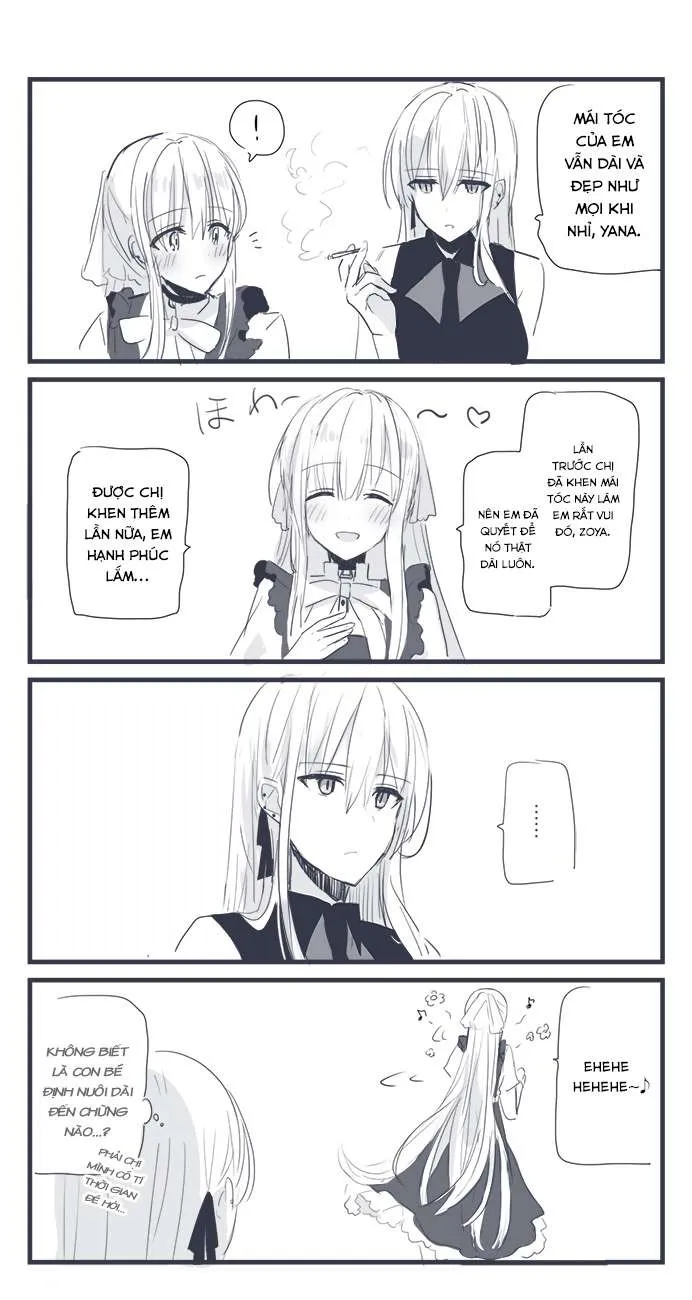 MÁI TÓC
CỦA EM
VẪN DÀI VÀ
ĐẸP NHƯ
MỌI KHI
NHỈ, YANA.
!
LẦN
TRƯỚC CHỊ
ĐÃ KHEN MÁI
TÓC NÀY LÀM
EM RẤT VUI
ĐÓ, ZOYA.
NÊN EM ĐÃ
QUYẾT ĐỂ
NÓ THẬT
DÀI LUÔN.
ほわ~
~♡
ĐƯỢC CHỊ
KHEN THÊM
LẦN NỮA, EM
HẠNH PHÚC
LẮM...
.......
EHEHE
HEHEHE~♪
KHÔNG BIẾT
LÀ CON BÉ
ĐỊNH NUÔI DÀI
ĐẾN CHỪNG
NÀO...?
PHẢI CHI
MÌNH CÓ TÍ
THỜI GIAN
ĐỂ HỎI...